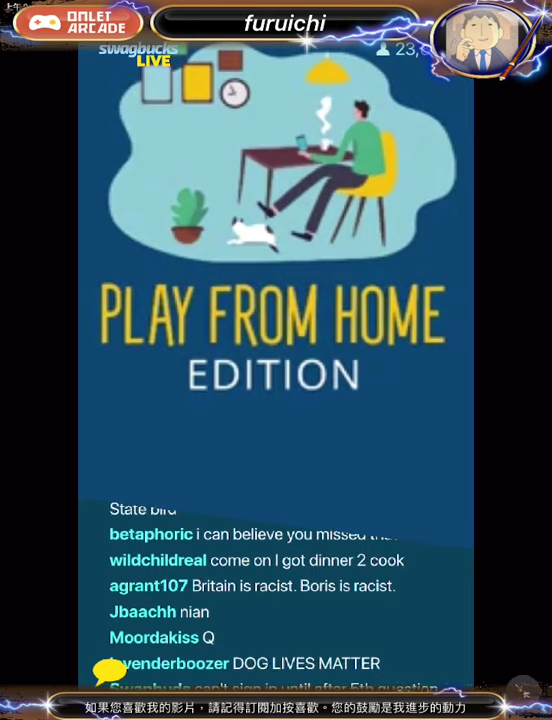 OMLET
ARCADE
furuichi
swagbucks
LIVE
23,
PLAY FROM HOME
EDITION
State bird
betaphoric i can believe you missed
wildchildreal come on I got dinner 2 cook
agrant107 Britain is racist. Boris is racist.
Jbaachh nian
Moordakiss Q
DOG LIVES MATTER
Swapbuds can't sign in until after 5th question
如果您喜歡我的影片，請記得訂閱加按喜歡。您的鼓勵是我進步的動力